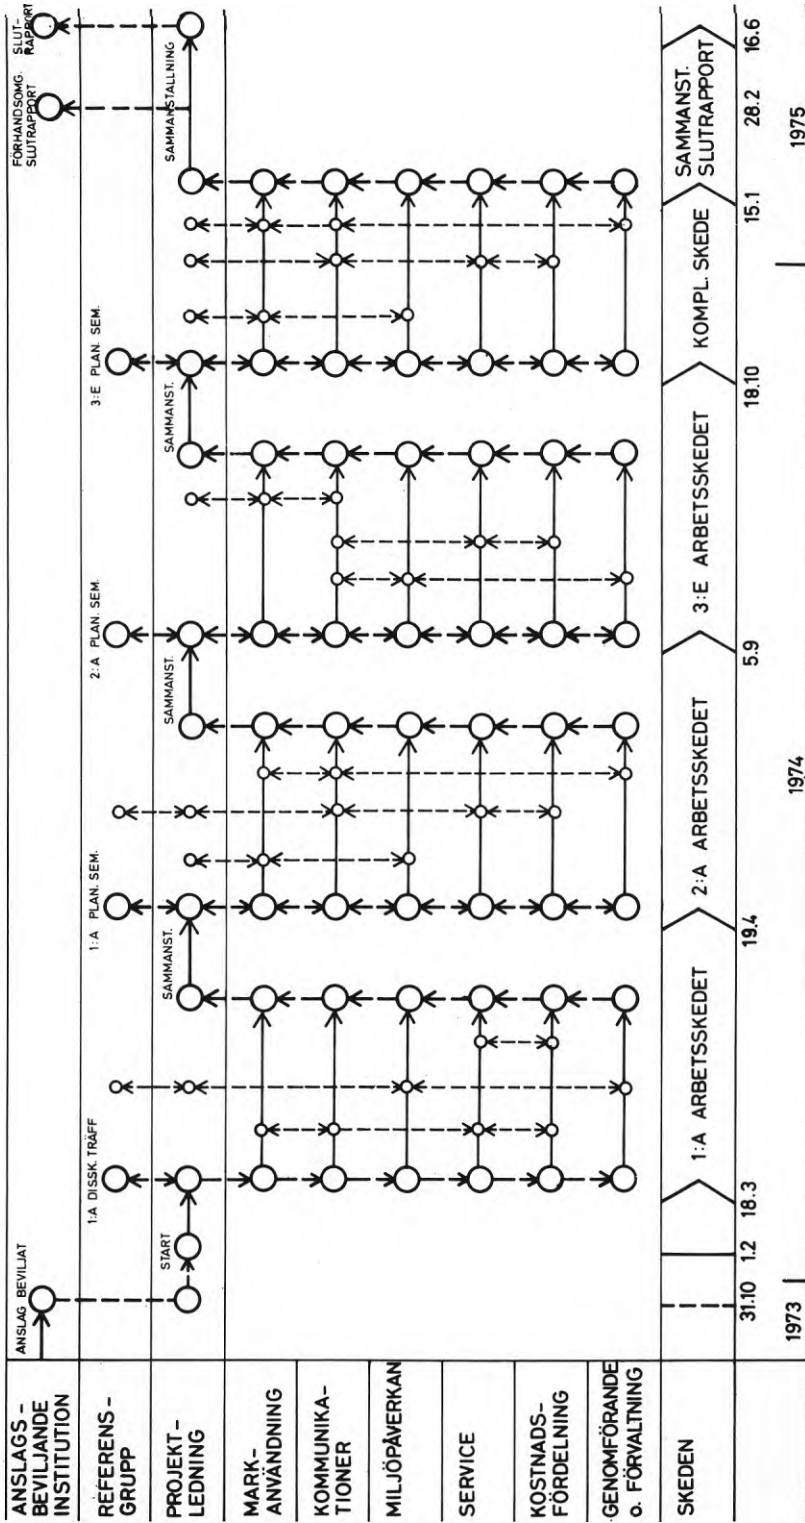 ANSLAGS-
BEVILJANDE
INSTITUTION
ANSLAG BEVILJAT
FÖRHANDSOMG.
SLUTRAPPORT
SLUT-
RAPPORT
REFERENS-
GRUPP
1:A DISSK. TRÄFF
1:A PLAN. SEM.
2:A PLAN. SEM.
3:E PLAN. SEM.
PROJEKT-
LEDNING
START
SAMMANST.
SAMMANST.
SAMMANST.
SAMMANSTALLNING
MARK-
ANVÄNDNING
KOMMUNIKA-
TIONER
MILJÖPÅVERKAN
SERVICE
KOSTNADS-
FÖRDELNING
GENOMFÖRANDE
o. FÖRVALTNING
SKEDEN
1:A ARBETSSKEDET
2:A ARBETSSKEDET
3:E ARBETSSKEDET
KOMPL. SKEDE
SAMMANST.
SLUTRAPPORT
31.10
1.2
18.3
19.4
5.9
18.10
15.1
28.2
16.6
1973
1974
1975